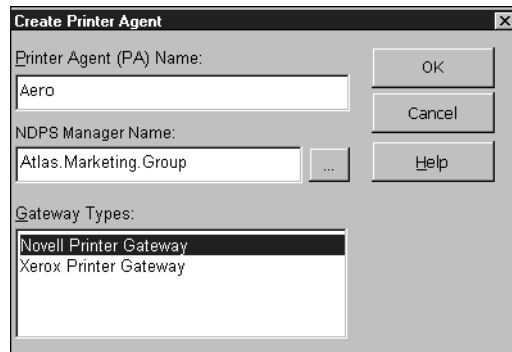 Create Printer Agent
Printer Agent (PA) Name:
Aero
NDPS Manager Name:
Atlas.Marketing.Group
...
Gateway Types:
Novell Printer Gateway
Xerox Printer Gateway
OK
Cancel
Help